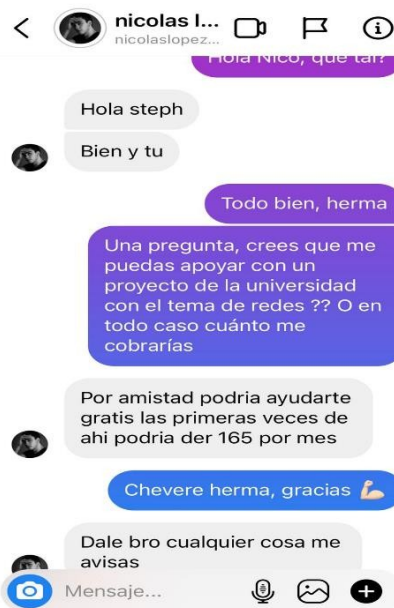 nicolas l...
nicolaslopez...
Hola Nico, que tal?
Hola steph
Bien y tu
Todo bien, herma
Una pregunta, crees que me
puedas apoyar con un
proyecto de la universidad
con el tema de redes ?? O en
todo caso cuánto me
cobrarías
Por amistad podria ayudarte
gratis las primeras veces de
ahi podria der 165 por mes
Chevere herma, gracias 💪🏻
Dale bro cualquier cosa me
avisas
Mensaje...